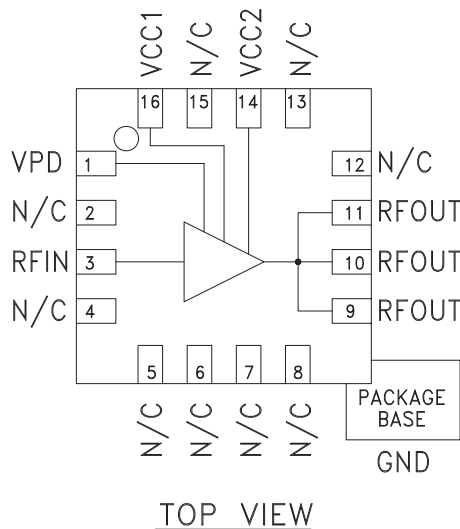 VCC1
N/C
VCC2
N/C
16
15
14
13
VPD 1
12 N/C
N/C 2
11 RFOUT
RFIN 3
10 RFOUT
N/C 4
9 RFOUT
5
6
7
8
N/C
N/C
N/C
N/C
PACKAGE
BASE
GND
TOP VIEW